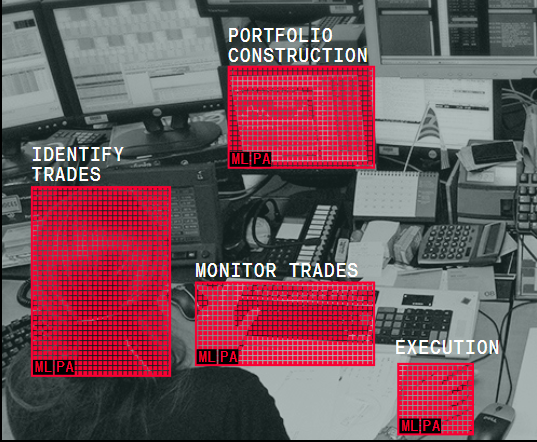 PORTFOLIO
CONSTRUCTION
ML PA
IDENTIFY
TRADES
ML PA
MONITOR TRADES
ML PA
EXECUTION
ML PA